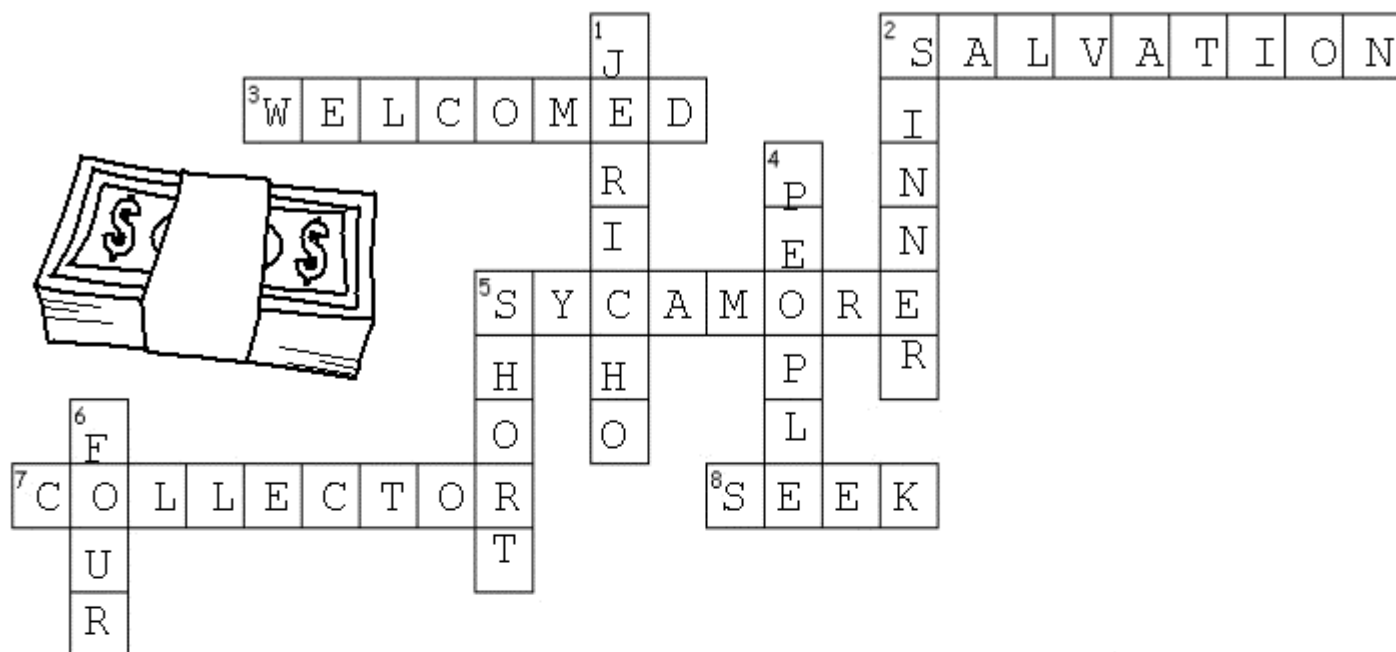 1 J 2 S A L V A T I O N
3 W E L C O M E D I
R 4 P N
$ $ I E N
5 S Y C A M O R E
H H P R
6 F O O L
7 C O L L E C T O R 8 S E E K
U T
R